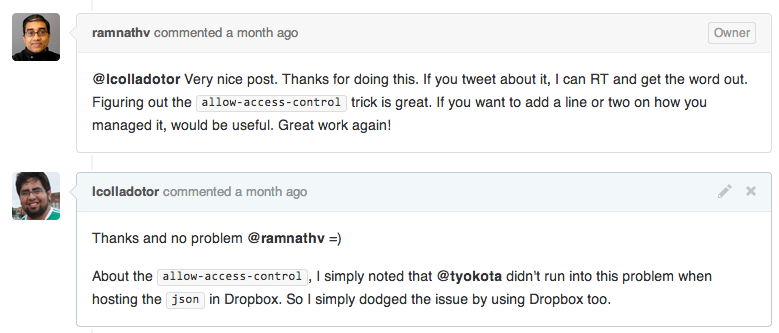 ramnathv commented a month ago Owner
@lcolladotor Very nice post. Thanks for doing this. If you tweet about it, I can RT and get the word out.
Figuring out the allow-access-control trick is great. If you want to add a line or two on how you
managed it, would be useful. Great work again!
lcolladotor commented a month ago
Thanks and no problem @ramnathv =)
About the allow-access-control, I simply noted that @tyokota didn't run into this problem when
hosting the json in Dropbox. So I simply dodged the issue by using Dropbox too.